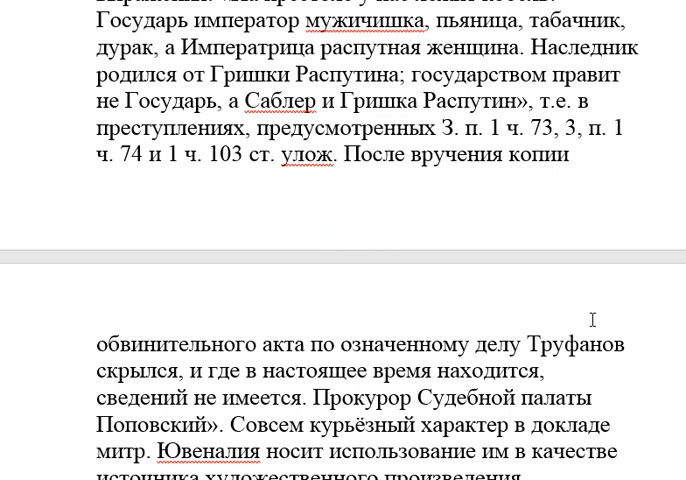 Государь император мужичишка, пьяница, табачник,
дурак, а Императрица распутная женщина. Наследник
родился от Гришки Распутина; государством правит
не Государь, а Саблер и Гришка Распутин», т.е. в
преступлениях, предусмотренных З. п. 1 ч. 73, 3, п. 1
ч. 74 и 1 ч. 103 ст. улож. После вручения копии
обвинительного акта по означенному делу Труфанов
скрылся, и где в настоящее время находится,
сведений не имеется. Прокурор Судебной палаты
Поповский». Совсем курьёзный характер в докладе
митр. Ювеналия носит использование им в качестве
источника художественного произведения